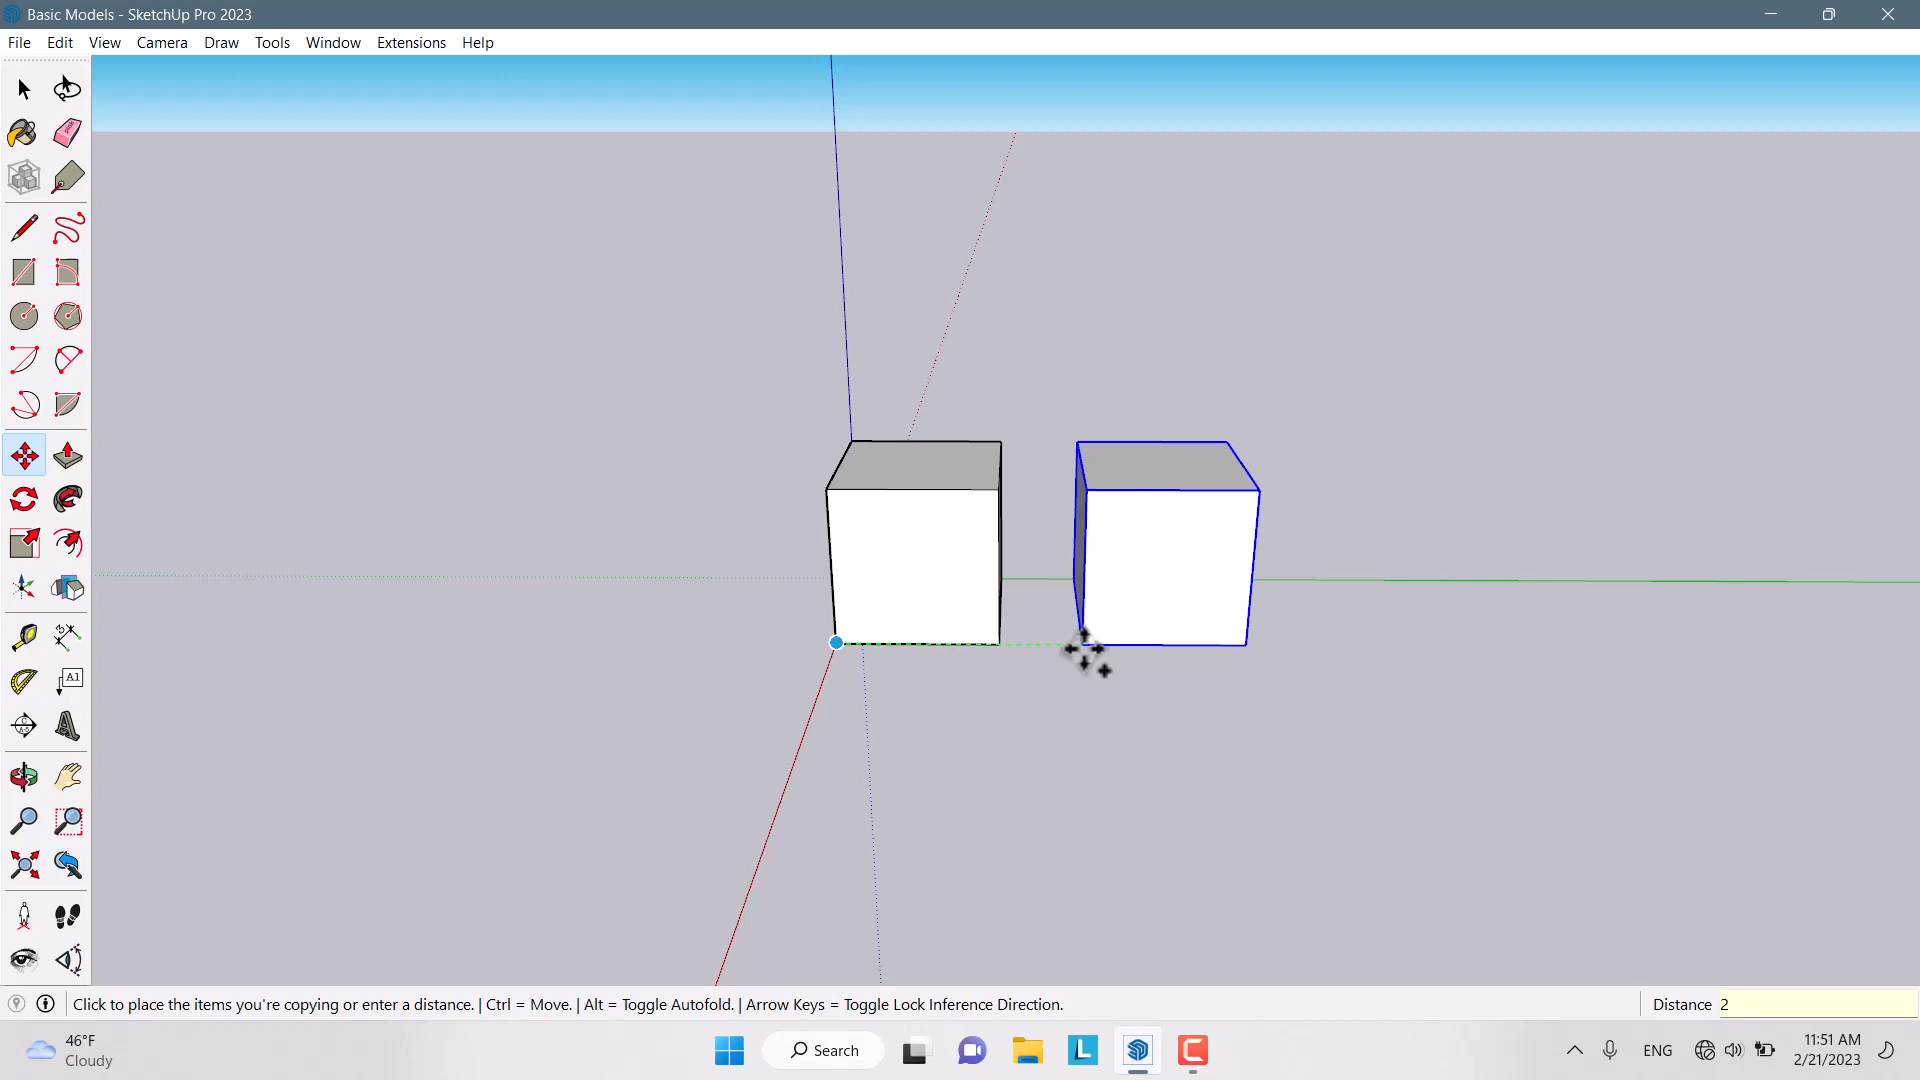 Basic Models - SketchUp Pro 2023
File Edit View Camera Draw Tools Window Extensions Help
A1
Click to place the items you're copying or enter a distance. | Ctrl = Move. | Alt = Toggle Autofold. | Arrow Keys = Toggle Lock Inference Direction.
Distance 2
46°F
Cloudy
Search
L
C
ENG
11:51 AM
2/21/2023